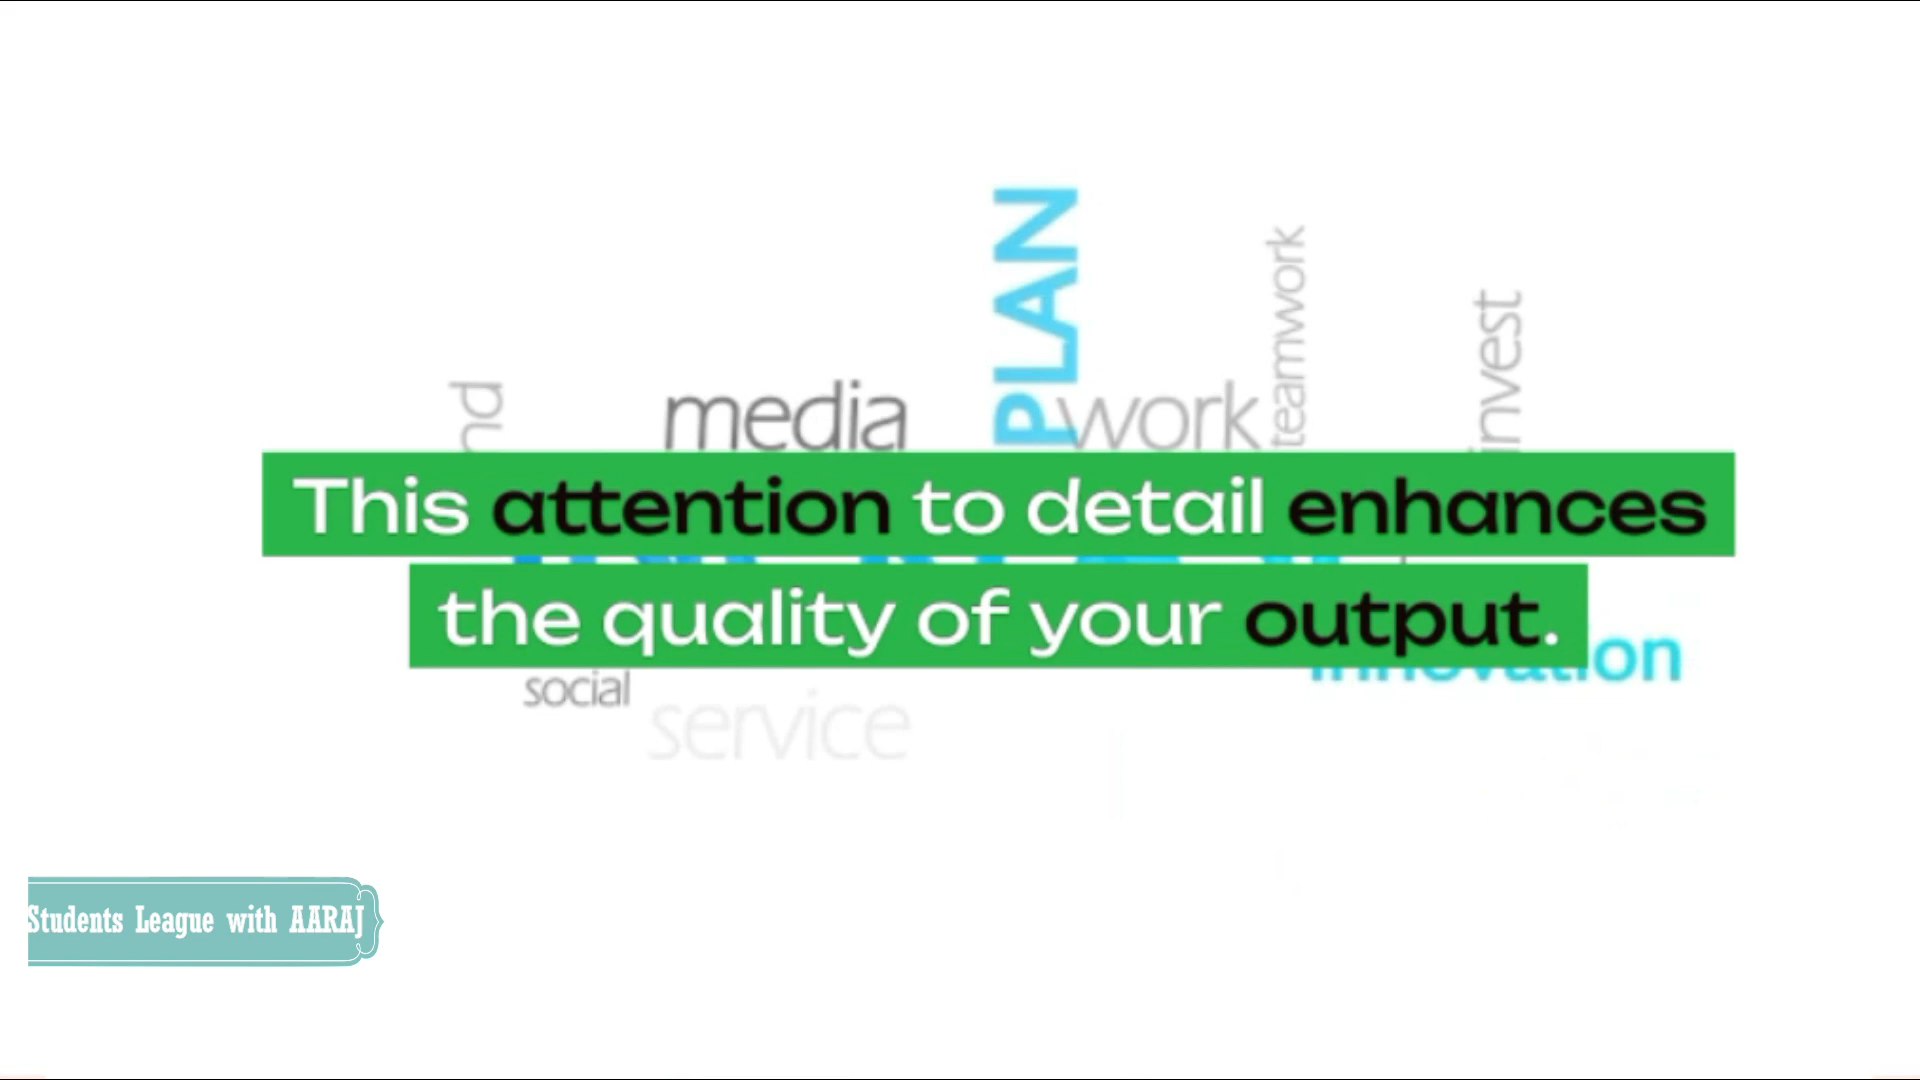 PLAN
teamwork
invest
media
work
This attention to detail enhances
the quality of your output.
social
service
Students League with AARAJ